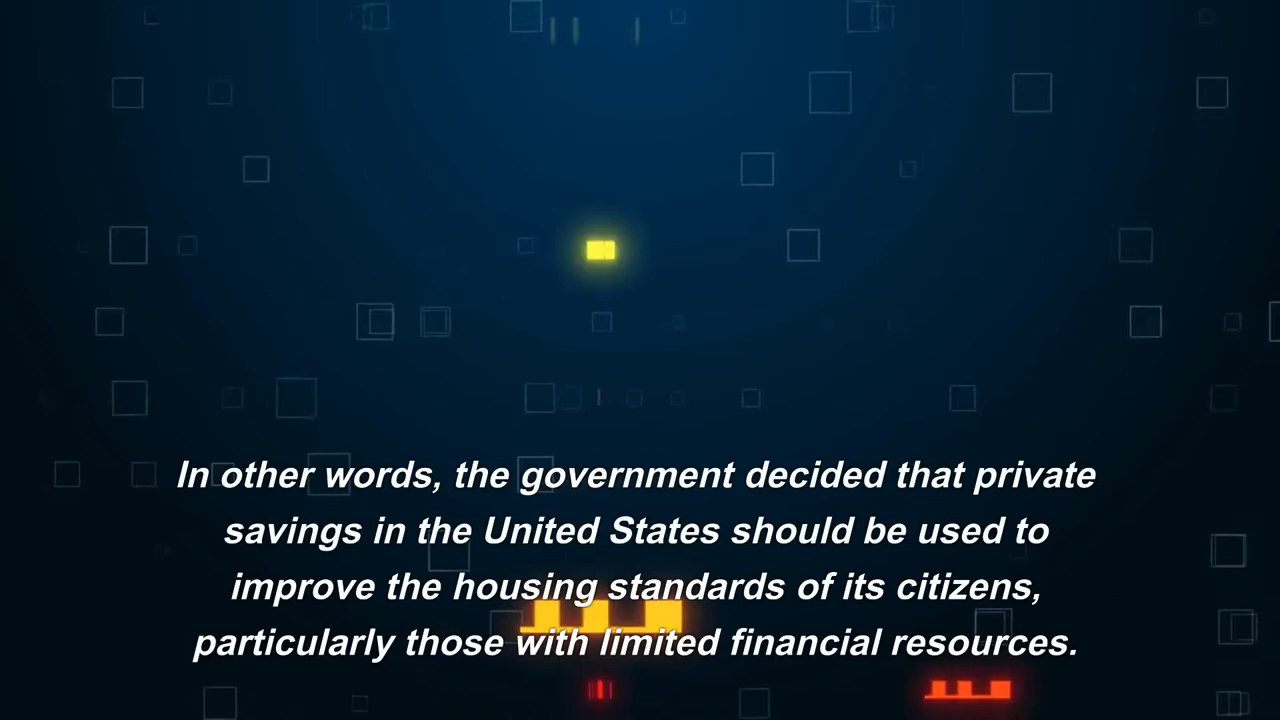 In other words, the government decided that private
savings in the United States should be used to
improve the housing standards of its citizens,
particularly those with limited financial resources.